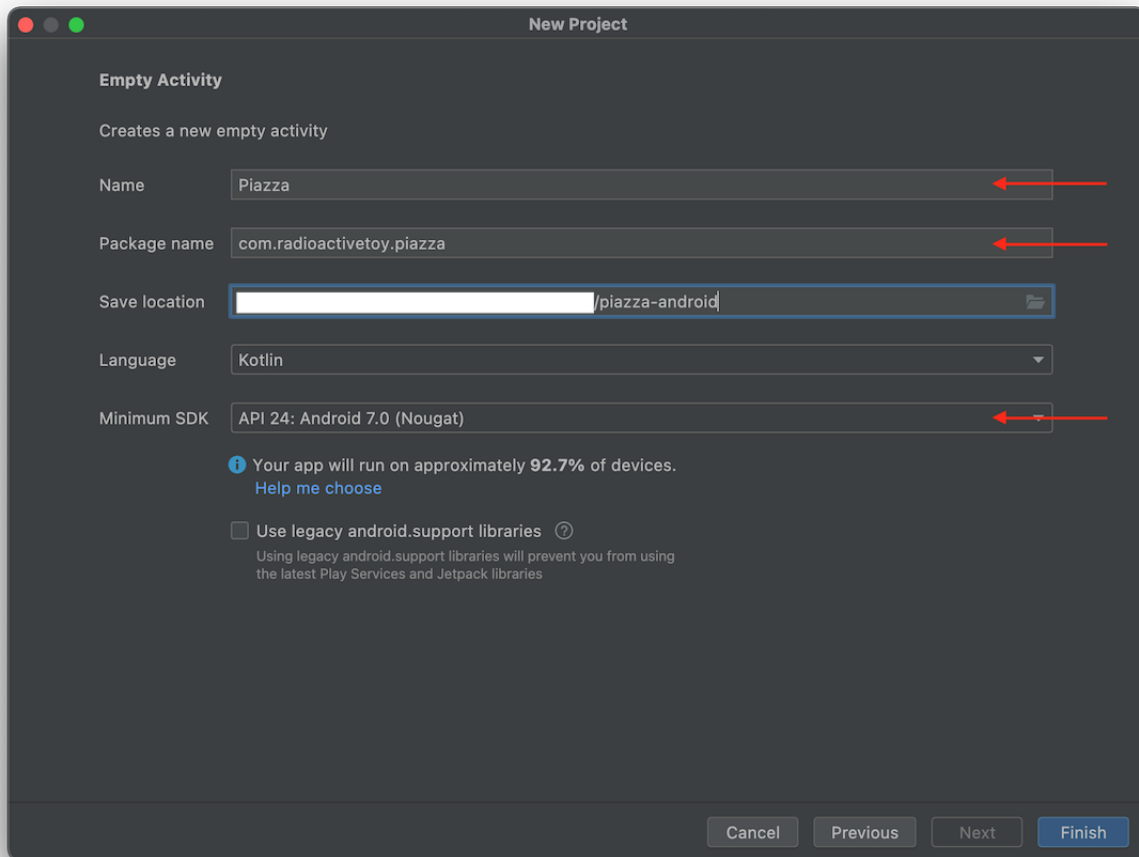 New Project
Empty Activity
Creates a new empty activity
Name Piazza
Package name com.radioactivetoy.piazza
Save location /piazza-android
Language Kotlin
Minimum SDK API 24: Android 7.0 (Nougat)
i Your app will run on approximately 92.7% of devices.
Help me choose
Use legacy android.support libraries ?
Using legacy android.support libraries will prevent you from using
the latest Play Services and Jetpack libraries
Cancel Previous Next Finish